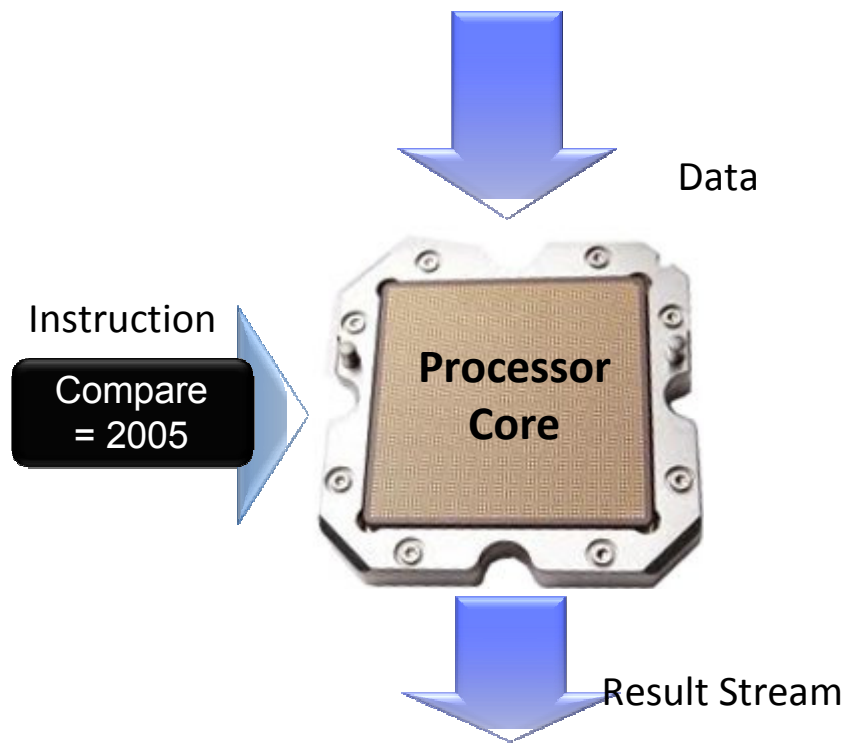 Data
Instruction
Compare
= 2005
Processor
Core
Result Stream